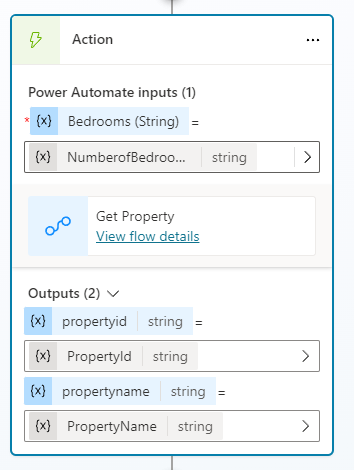 Action
...
Power Automate inputs (1)
* {x} Bedrooms (String) =
{x} NumberofBedroo... string
Get Property
View flow details
Outputs (2)
{x} propertyid string =
{x} PropertyId string
{x} propertyname string =
{x} PropertyName string